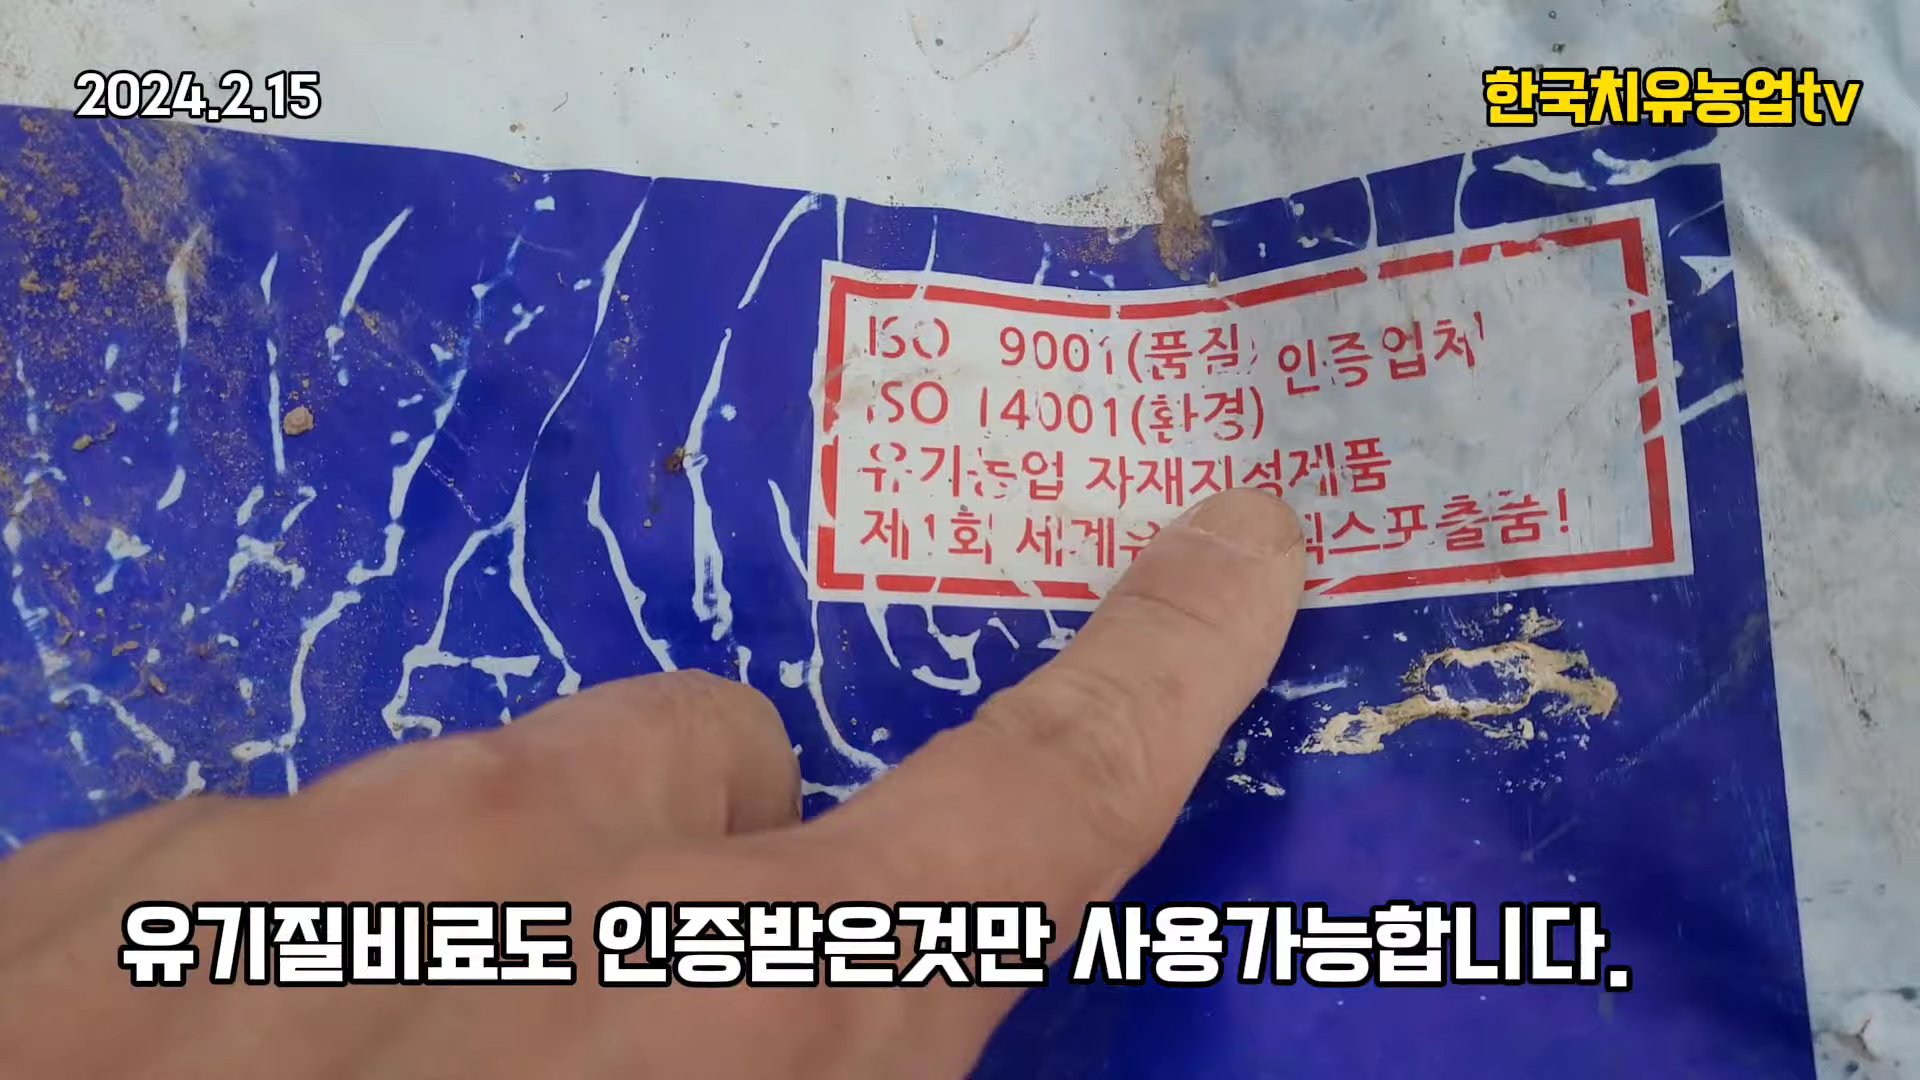 2024.2.15
한국치유농업tv
ISO 9001(품질) 인증업체
ISO 14001(환경)
유기농업 자재지성제품
제1회 세계유 스포출품!
유기질비료도 인증받은것만 사용가능합니다.